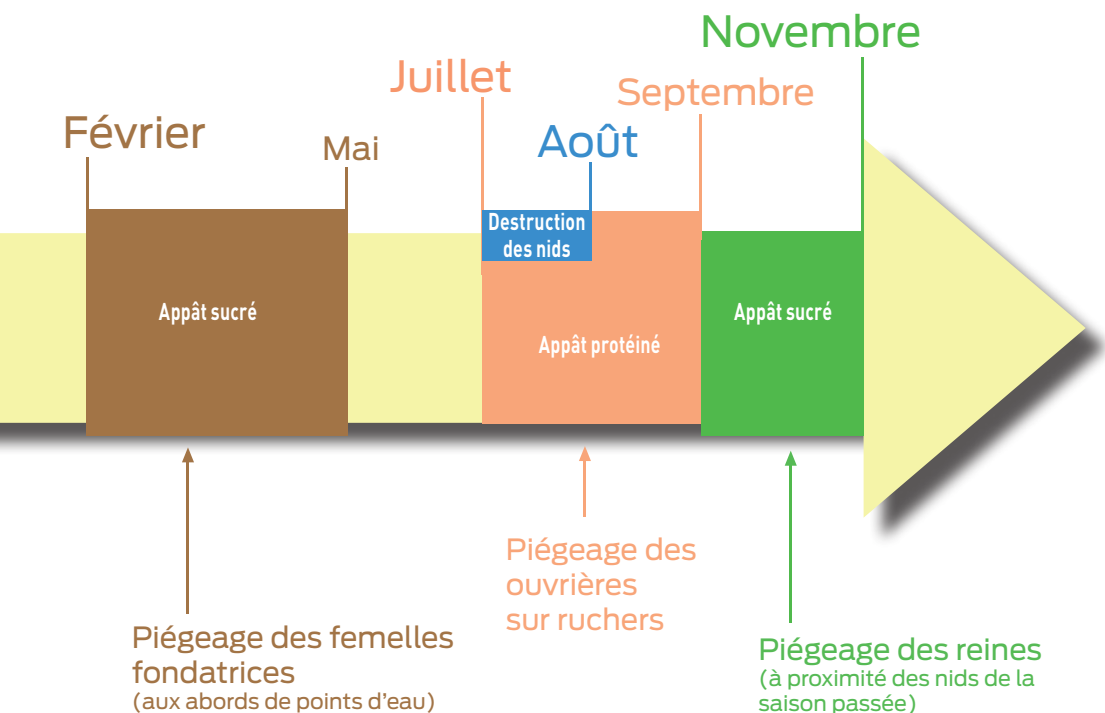 Novembre
Juillet
Septembre
Février
Mai
Août
Destruction
des nids
Appât sucré
Appât protéiné
Appât sucré
Piégeage des femelles
fondatrices
(aux abords de points d'eau)
Piégeage des
ouvrières
sur ruchers
Piégeage des reines
(à proximité des nids de la
saison passée)